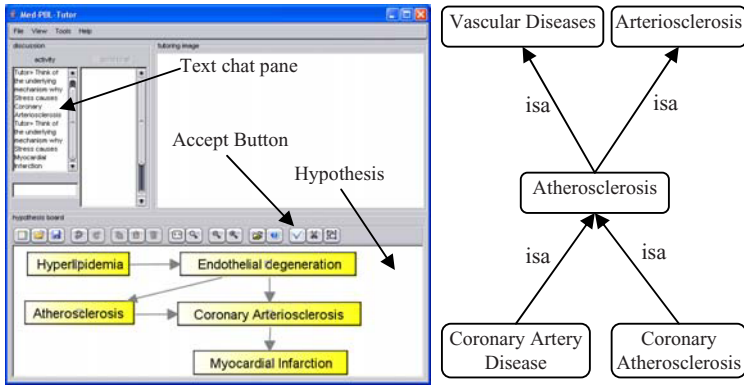 Med-PBL-Tutor
File View Tools Help
discussion
activity
tutoring image
Tutor> Think of
the underlying
mechanism why
Stress causes
Coronary
Arteriosclerosis
Tutor> Think of
the underlying
mechanism why
Stress causes
Myocardial
Infarction
Text chat pane
Accept Button
Hypothesis
hypothesis board
Hyperlipidemia
Endothelial degeneration
Atherosclerosis
Coronary Arteriosclerosis
Myocardial Infarction
Vascular Diseases
Arteriosclerosis
isa
isa
Atherosclerosis
isa
isa
Coronary Artery
Disease
Coronary
Atherosclerosis